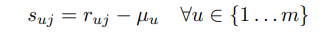 s_{uj} = r_{uj} − μ_u   ∀u ∈ {1 … m}